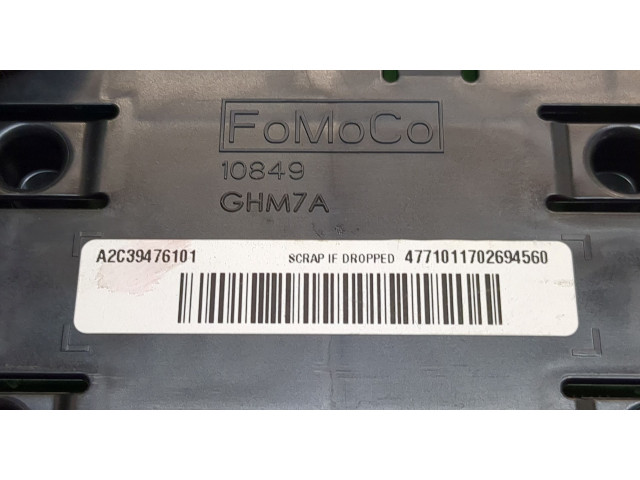 FoMoCo
10849
GHM7A
A2C39476101 SCRAP IF DROPPED 4771011702694560